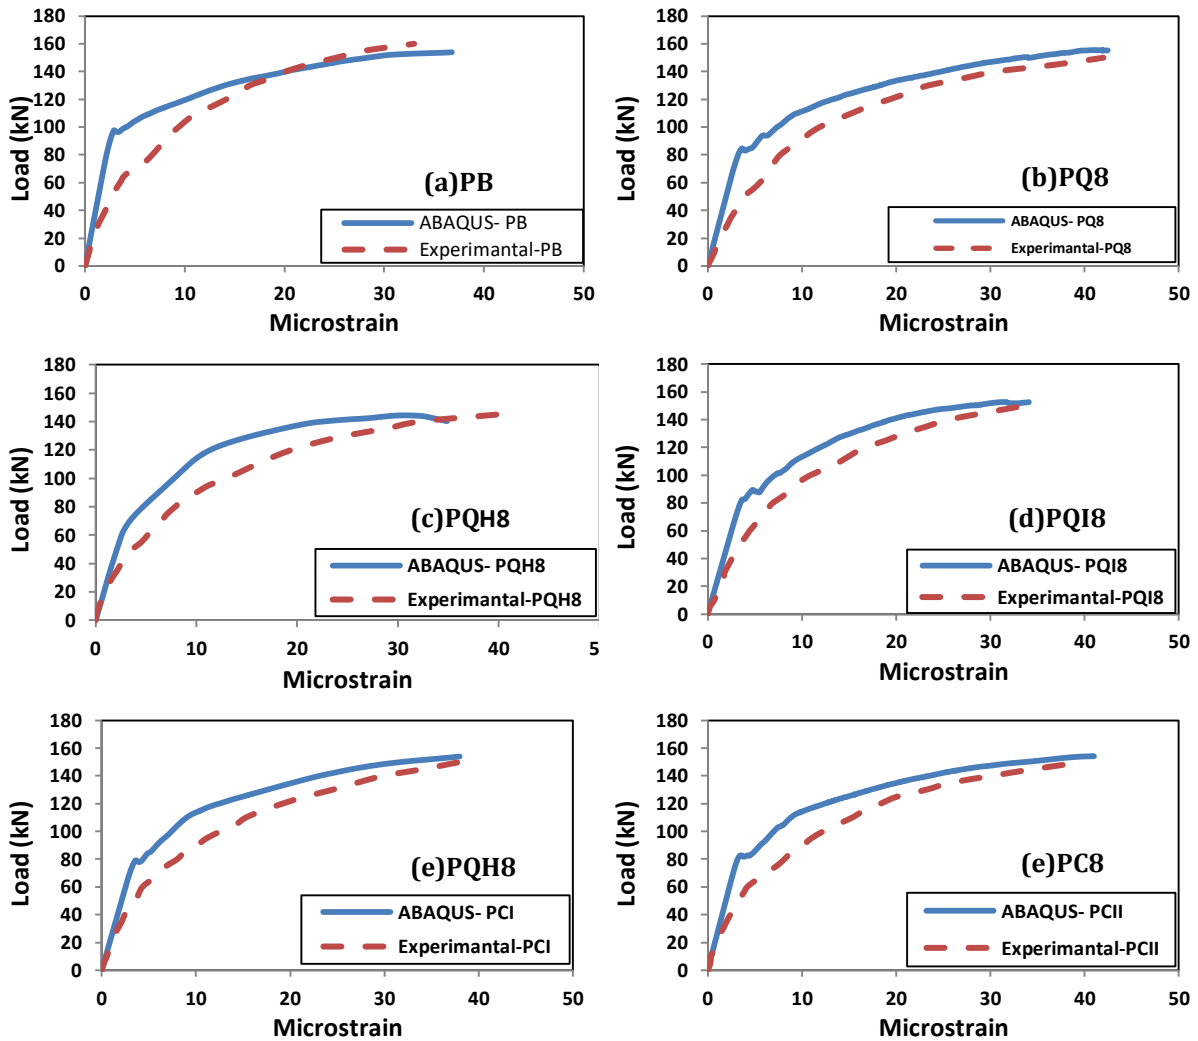 180
160
140
120
100
80
60
40
20
0
Load (kN)
(a)PB
ABAQUS- PB
Experimantal-PB
0 10 20 30 40 50
Microstrain
180
160
140
120
100
80
60
40
20
0
Load (kN)
(b)PQ8
ABAQUS- PQ8
Experimantal-PQ8
0 10 20 30 40 50
Microstrain
180
160
140
120
100
80
60
40
20
0
Load (kN)
(c)PQH8
ABAQUS- PQH8
Experimantal-PQH8
0 10 20 30 40 5
Microstrain
180
160
140
120
100
80
60
40
20
0
Load (kN)
(d)PQI8
ABAQUS- PQI8
Experimantal-PQI8
0 10 20 30 40 50
Microstrain
180
160
140
120
100
80
60
40
20
0
Load (kN)
(e)PQH8
ABAQUS- PCI
Experimantal-PCI
0 10 20 30 40 50
Microstrain
180
160
140
120
100
80
60
40
20
0
Load (kN)
(e)PC8
ABAQUS- PCII
Experimantal-PCII
0 10 20 30 40 50
Microstrain